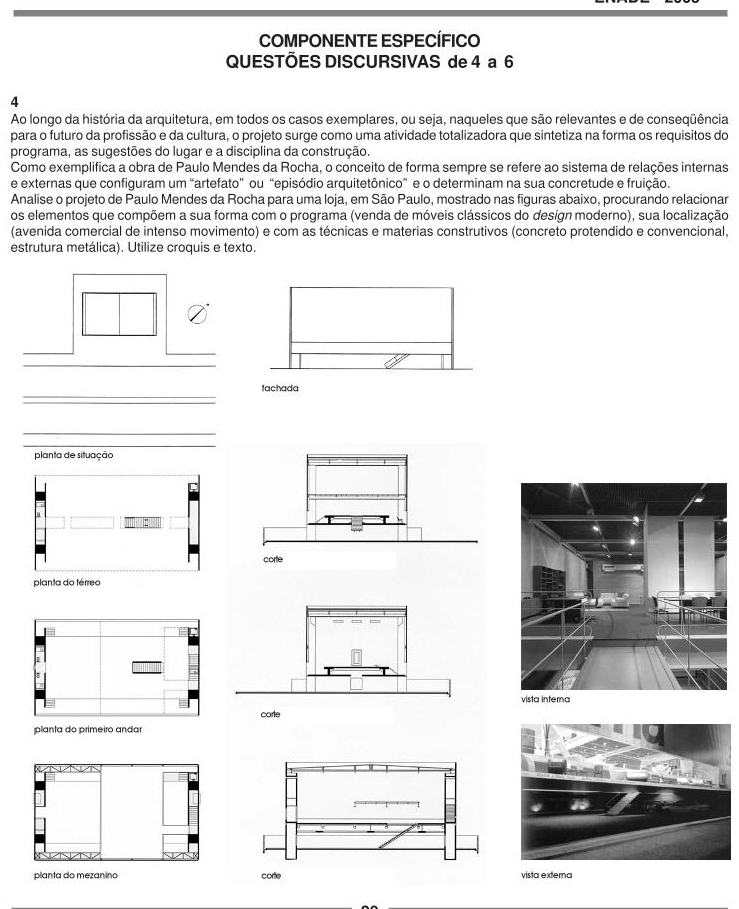 COMPONENTE ESPECÍFICO
QUESTÕES DISCURSIVAS de 4 a 6
4
Ao longo da história da arquitetura, em todos os casos exemplares, ou seja, naqueles que são relevantes e de conseqüência
para o futuro da profissão e da cultura, o projeto surge como uma atividade totalizadora que sintetiza na forma os requisitos do
programa, as sugestões do lugar e a disciplina da construção.
Como exemplifica a obra de Paulo Mendes da Rocha, o conceito de forma sempre se refere ao sistema de relações internas
e externas que configuram um “artefato” ou “episódio arquitetônico” e o determinam na sua concretude e fruição.
Analise o projeto de Paulo Mendes da Rocha para uma loja, em São Paulo, mostrado nas figuras abaixo, procurando relacionar
os elementos que compõem a sua forma com o programa (venda de móveis clássicos do design moderno), sua localização
(avenida comercial de intenso movimento) e com as técnicas e materias construtivos (concreto protendido e convencional,
estrutura metálica). Utilize croquis e texto.
fachada
planta de situação
corte
planta do térreo
vista interna
corte
planta do primeiro andar
planta do mezanino
corte
vista externa